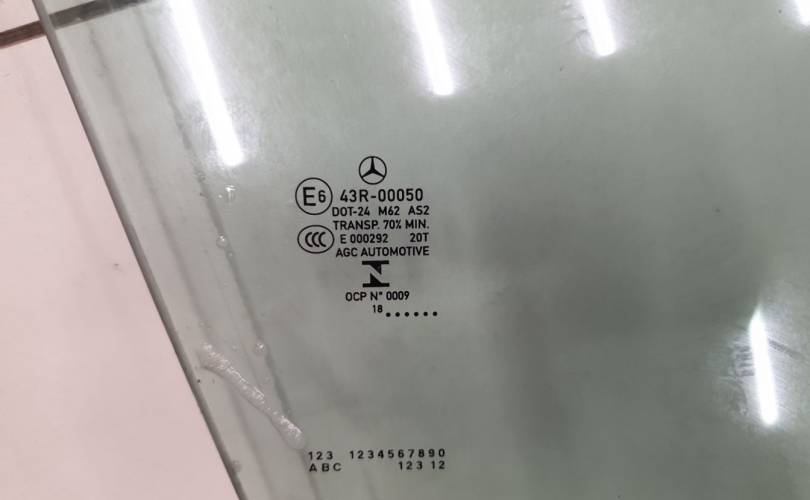 E6 43R-00050
DOT-24 M62 AS2
TRANSP. 70% MIN.
CCC E 000292 20T
AGC AUTOMOTIVE
N
OCP N° 0009
18 ......
123 1234567890
ABC 123 12